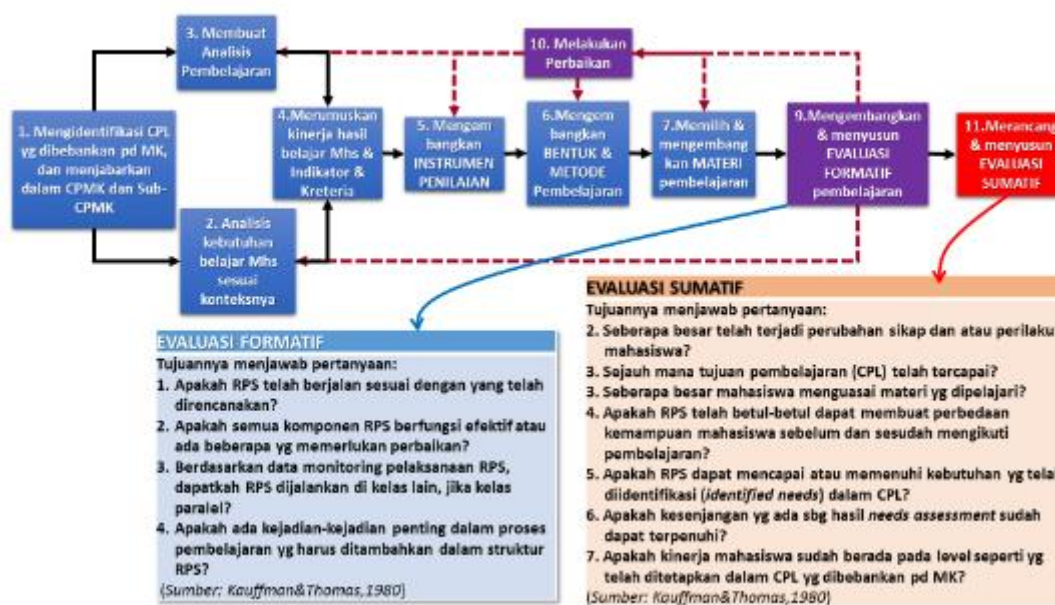 3. Membuat
Analisis
Pembelajaran
10. Melakukan
Perbaikan
1. Mengidentifikasi CPL
yg dibebankan pd MK,
dan menjabarkan
dalam CPMK dan Sub-
CPMK
4.Merumuskan
kinerja hasil
belajar Mhs &
Indikator &
Kreteria
5. Mengem
bangkan
INSTRUMEN
PENILAIAN
6.Mengem
bangkan
BENTUK &
METODE
Pembelajaran
7.Memilih &
mengembang
kan MATERI
pembelajaran
9.Mengembangkan
& menyusun
EVALUASI
FORMATIF
pembelajaran
11.Merancang
& menyusun
EVALUASI
SUMATIF
2. Analisis
kebutuhan
belajar Mhs
sesuai
konteksnya
EVALUASI FORMATIF
Tujuannya menjawab pertanyaan:
1. Apakah RPS telah berjalan sesuai dengan yang telah
direncanakan?
2. Apakah semua komponen RPS berfungsi efektif atau
ada beberapa yg memerlukan perbaikan?
3. Berdasarkan data monitoring pelaksanaan RPS,
dapatkah RPS dijalankan di kelas lain, jika kelas
paralel?
4. Apakah ada kejadian-kejadian penting dalam proses
pembelajaran yg harus ditambahkan dalam struktur
RPS?
(Sumber: Kauffman&Thomas,1980)
EVALUASI SUMATIF
Tujuannya menjawab pertanyaan:
2. Seberapa besar telah terjadi perubahan sikap dan atau perilaku
mahasiswa?
3. Sejauh mana tujuan pembelajaran (CPL) telah tercapai?
3. Seberapa besar mahasiswa menguasai materi yg dipelajari?
4. Apakah RPS telah betul-betul dapat membuat perbedaan
kemampuan mahasiswa sebelum dan sesudah mengikuti
pembelajaran?
5. Apakah RPS dapat mencapai atau memenuhi kebutuhan yg tela
diidentifikasi (identified needs) dalam CPL?
6. Apakah kesenjangan yg ada sbg hasil needs assessment sudah
dapat terpenuhi?
7. Apakah kinerja mahasiswa sudah berada pada level seperti yg
telah ditetapkan dalam CPL yg dibebankan pd MK?
(Sumber: Kauffman&Thomas,1980)